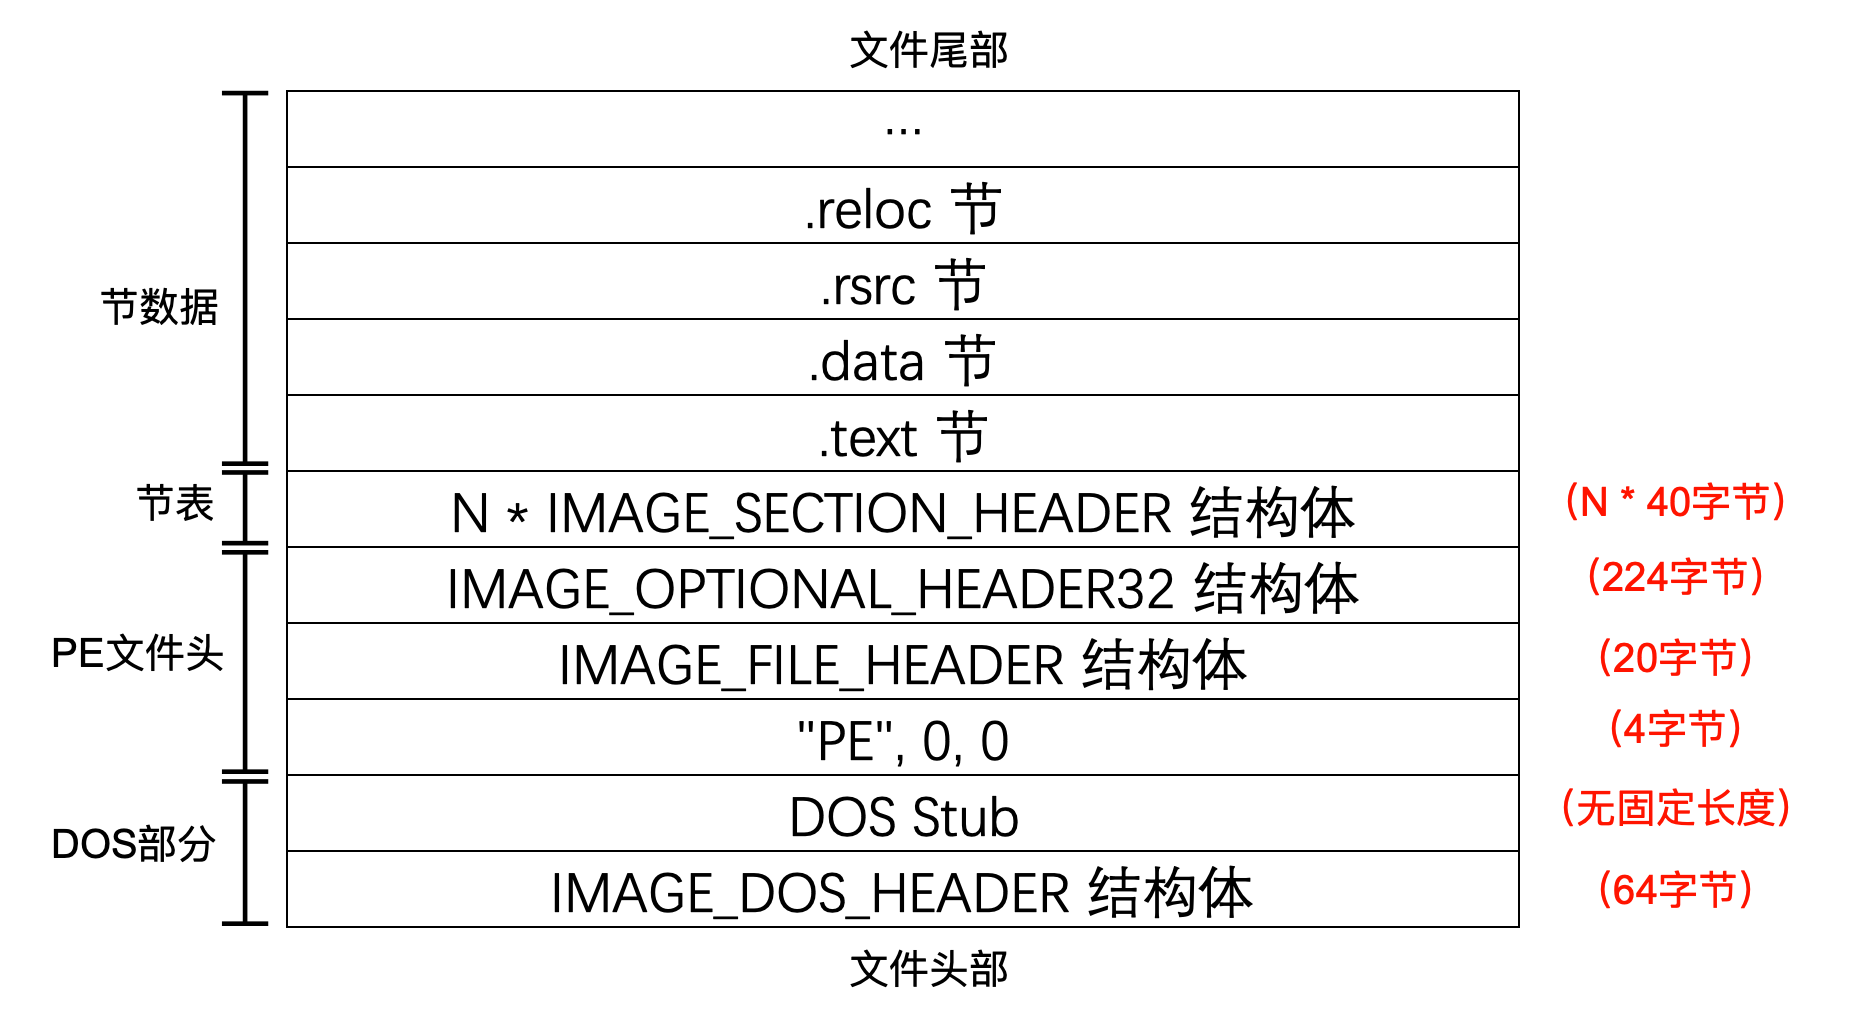 文件尾部
...
.reloc 节
.rsrc 节
节数据
.data 节
.text 节
节表
N * IMAGE_SECTION_HEADER 结构体
(N * 40字节)
IMAGE_OPTIONAL_HEADER32 结构体
(224字节)
PE文件头
IMAGE_FILE_HEADER 结构体
(20字节)
"PE", 0, 0
(4字节)
DOS Stub
(无固定长度)
DOS部分
IMAGE_DOS_HEADER 结构体
(64字节)
文件头部